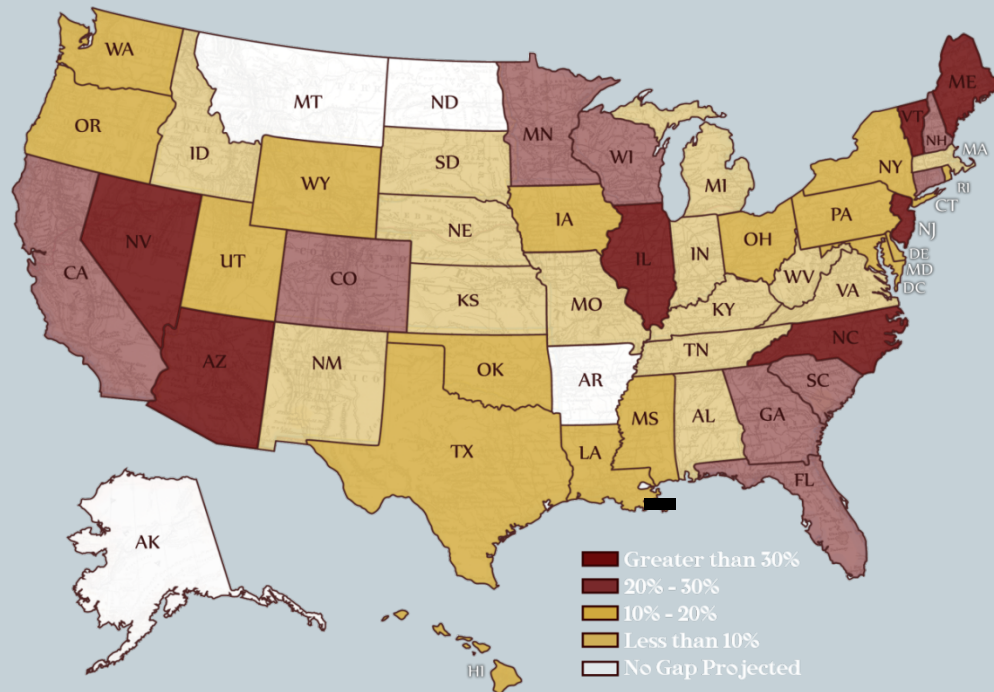 WA
MT
ND
MN
ME
VT
NH
OR
ID
SD
WI
MI
NY
MA
RI
CT
WY
NE
IA
PA
NJ
NV
UT
CO
IL
IN
OH
DE
MD
DC
CA
KS
MO
WV
VA
KY
NC
AZ
NM
OK
AR
TN
SC
TX
LA
MS
AL
GA
FL
AK
HI
Greater than 30%
20% - 30%
10% - 20%
Less than 10%
No Gap Projected